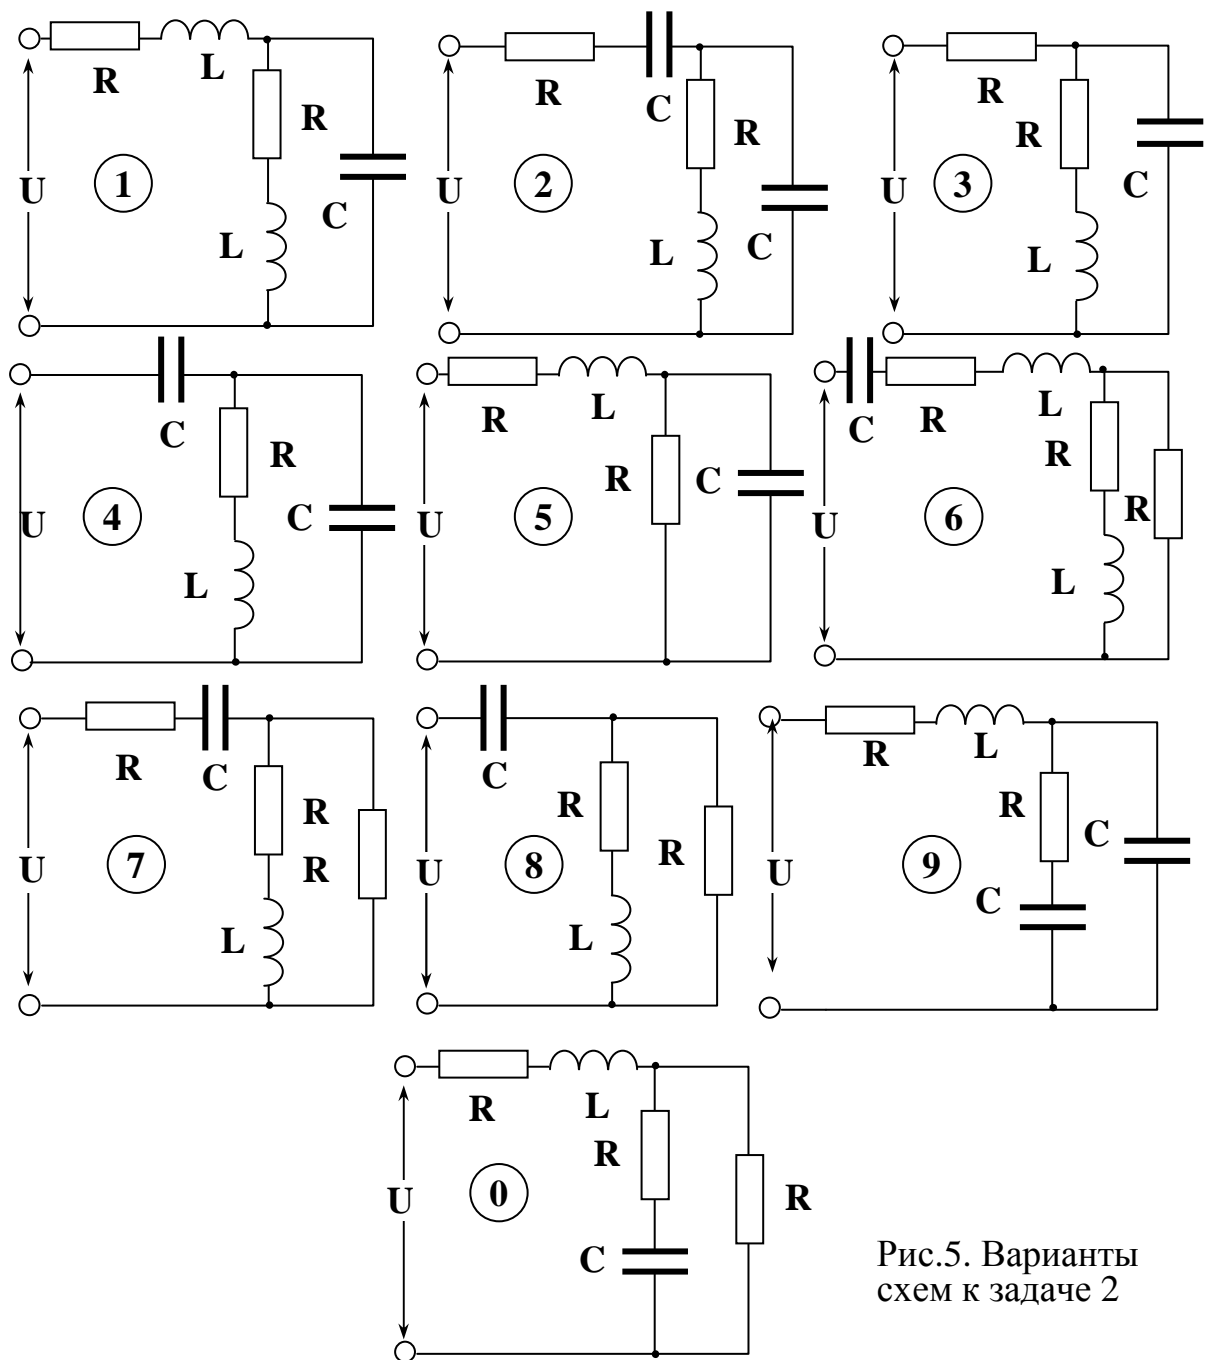 R L R U 1 L C
R C R U 2 L C
R R U 3 L C
C R U 4 L C
R L U 5 R C
C R L R U 6 R L
R C R U 7 R L
C R U 8 R L
R L R C U 9 C
R L R U 0 R C
Рис.5. Варианты
схем к задаче 2